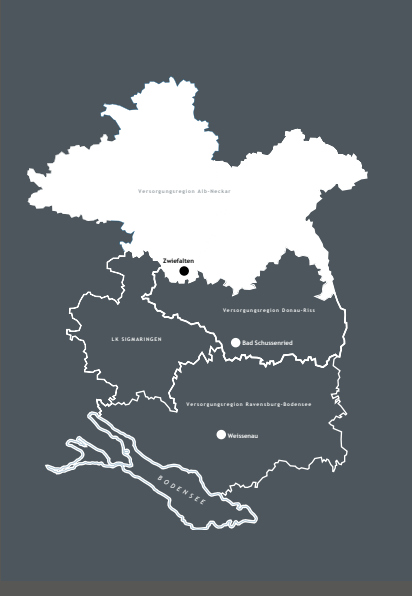 Versorgungsregion Alb-Neckar
Zwiefalten
Versorgungsregion Donau-Riss
LK SIGMARINGEN
Bad Schussenried
Versorgungsregion Ravensburg-Bodensee
Weissenau
BODENSEE